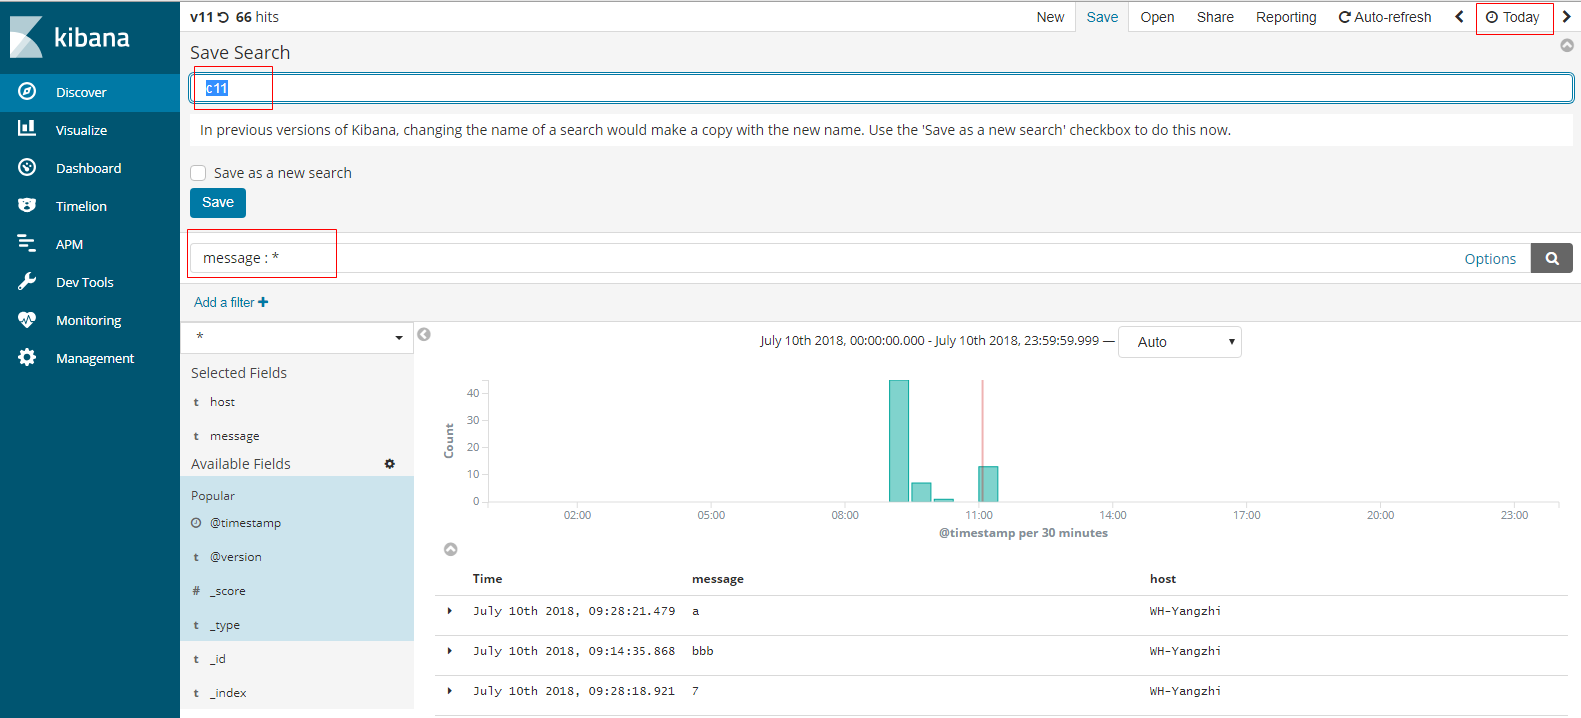 kibana
Discover
Visualize
Dashboard
Timelion
APM
Dev Tools
Monitoring
Management
v11 66 hits
New Save Open Share Reporting Auto-refresh Today
Save Search
c11
In previous versions of Kibana, changing the name of a search would make a copy with the new name. Use the 'Save as a new search' checkbox to do this now.
Save as a new search
Save
message : * Options
Add a filter +
*
Selected Fields
t host
t message
Available Fields
Popular
@timestamp
t @version
# _score
t _type
t _id
t _index
July 10th 2018, 00:00:00.000 - July 10th 2018, 23:59:59.999 — Auto
Count
40
30
20
10
0
02:00 05:00 08:00 11:00 14:00 17:00 20:00 23:00
@timestamp per 30 minutes
Time message host
July 10th 2018, 09:28:21.479 a WH-Yangzhi
July 10th 2018, 09:14:35.868 bbb WH-Yangzhi
July 10th 2018, 09:28:18.921 7 WH-Yangzhi